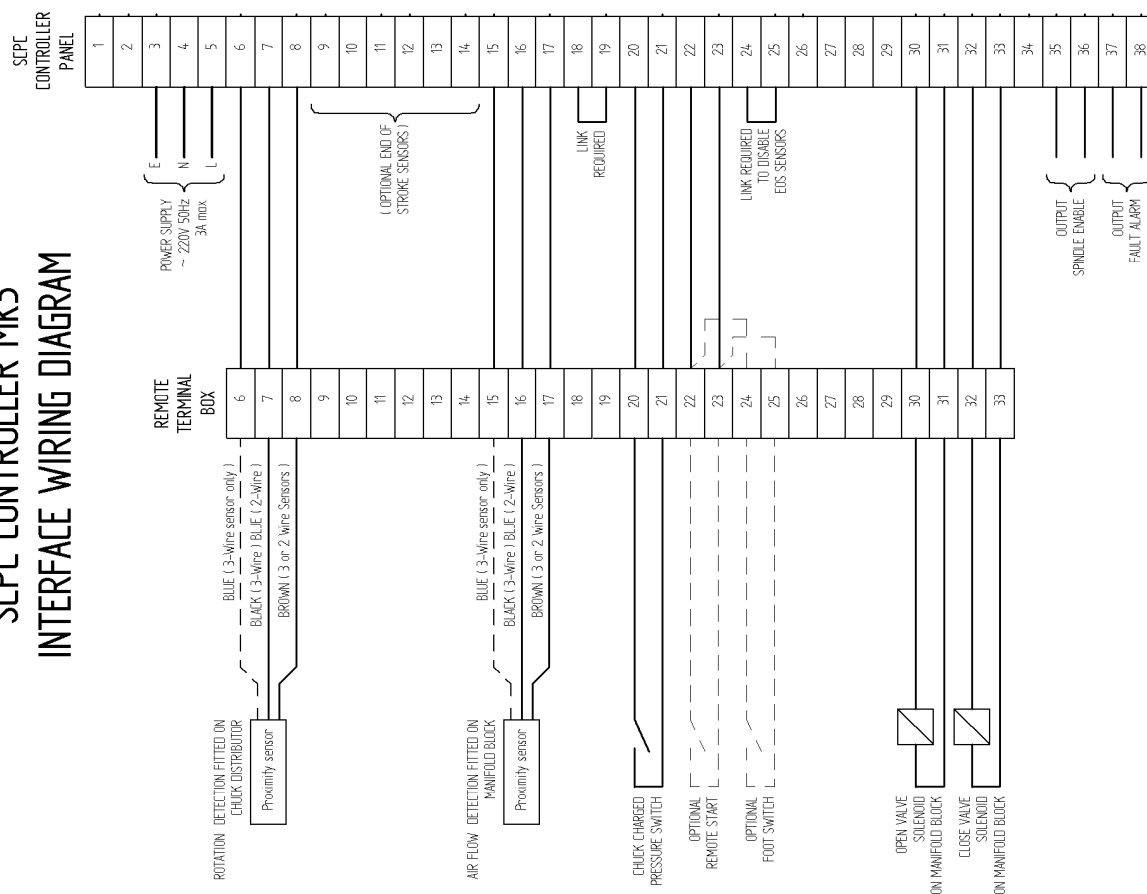 SEPC CONTROLLER MK3
INTERFACE WIRING DIAGRAM
SEPC
CONTROLLER
PANEL
1
2
3
4
5
6
7
8
9
10
11
12
13
14
15
16
17
18
19
20
21
22
23
24
25
26
27
28
29
30
31
32
33
34
35
36
37
38
E
N
L
POWER SUPPLY
~ 220V 50Hz
3A max.
( OPTIONAL END OF
STROKE SENSORS )
LINK
REQUIRED
LINK REQUIRED
TO DISABLE
EOS SENSORS
OUTPUT
SPINDLE ENABLE
OUTPUT
FAULT ALARM
REMOTE
TERMINAL
BOX
6
7
8
9
10
11
12
13
14
15
16
17
18
19
20
21
22
23
24
25
26
27
28
29
30
31
32
33
BLUE ( 3-Wire sensor only )
BLACK ( 3-Wire ) BLUE ( 2-Wire )
BROWN ( 3 or 2 Wire Sensors )
BLUE ( 3-Wire sensor only )
BLACK ( 3-Wire ) BLUE ( 2-Wire )
BROWN ( 3 or 2 Wire Sensors )
ROTATION DETECTION FITTED ON
CHUCK DISTRIBUTOR
Proximity sensor
AIR FLOW DETECTION FITTED ON
MANIFOLD BLOCK
Proximity sensor
CHUCK CHARGED
PRESSURE SWITCH
OPTIONAL
REMOTE START
OPTIONAL
FOOT SWITCH
OPEN VALVE
SOLENOID
ON MANIFOLD BLOCK
CLOSE VALVE
SOLENOID
ON MANIFOLD BLOCK